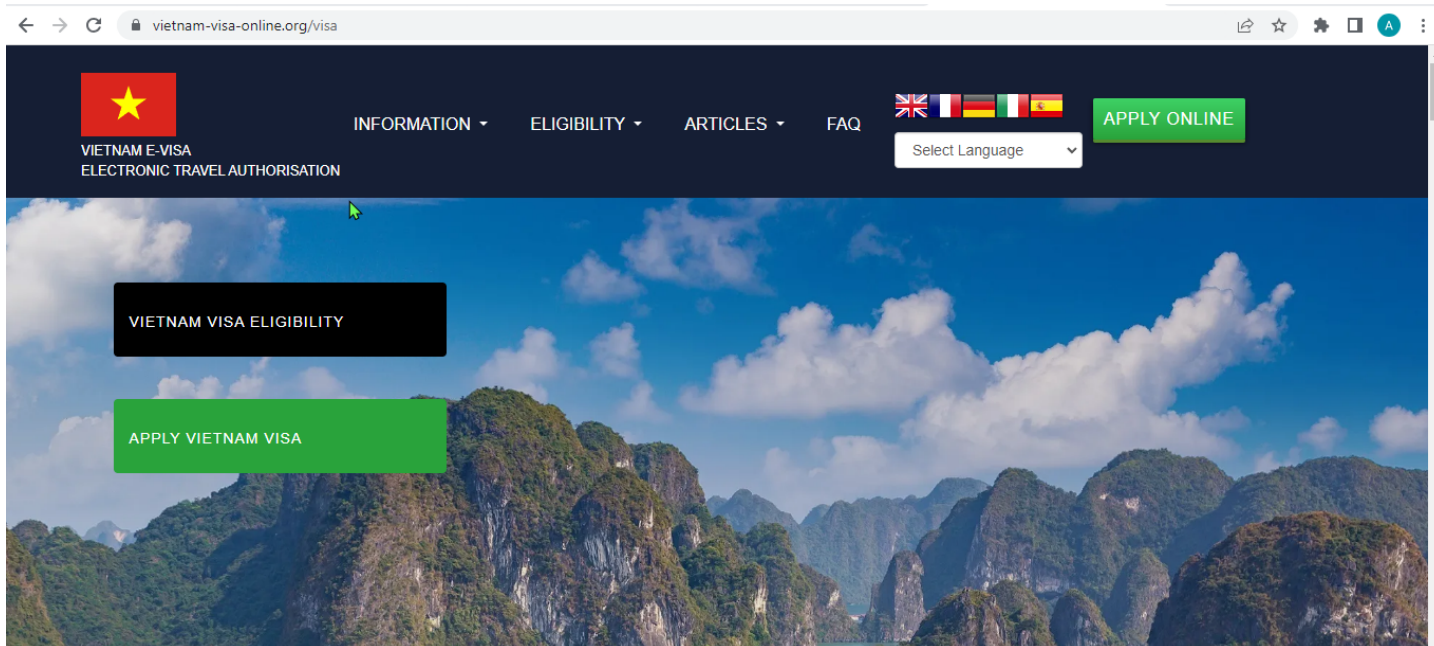 vietnam-visa-online.org/visa
A
VIETNAM E-VISA
ELECTRONIC TRAVEL AUTHORISATION
INFORMATION
ELIGIBILITY
ARTICLES
FAQ
Select Language
APPLY ONLINE
VIETNAM VISA ELIGIBILITY
APPLY VIETNAM VISA